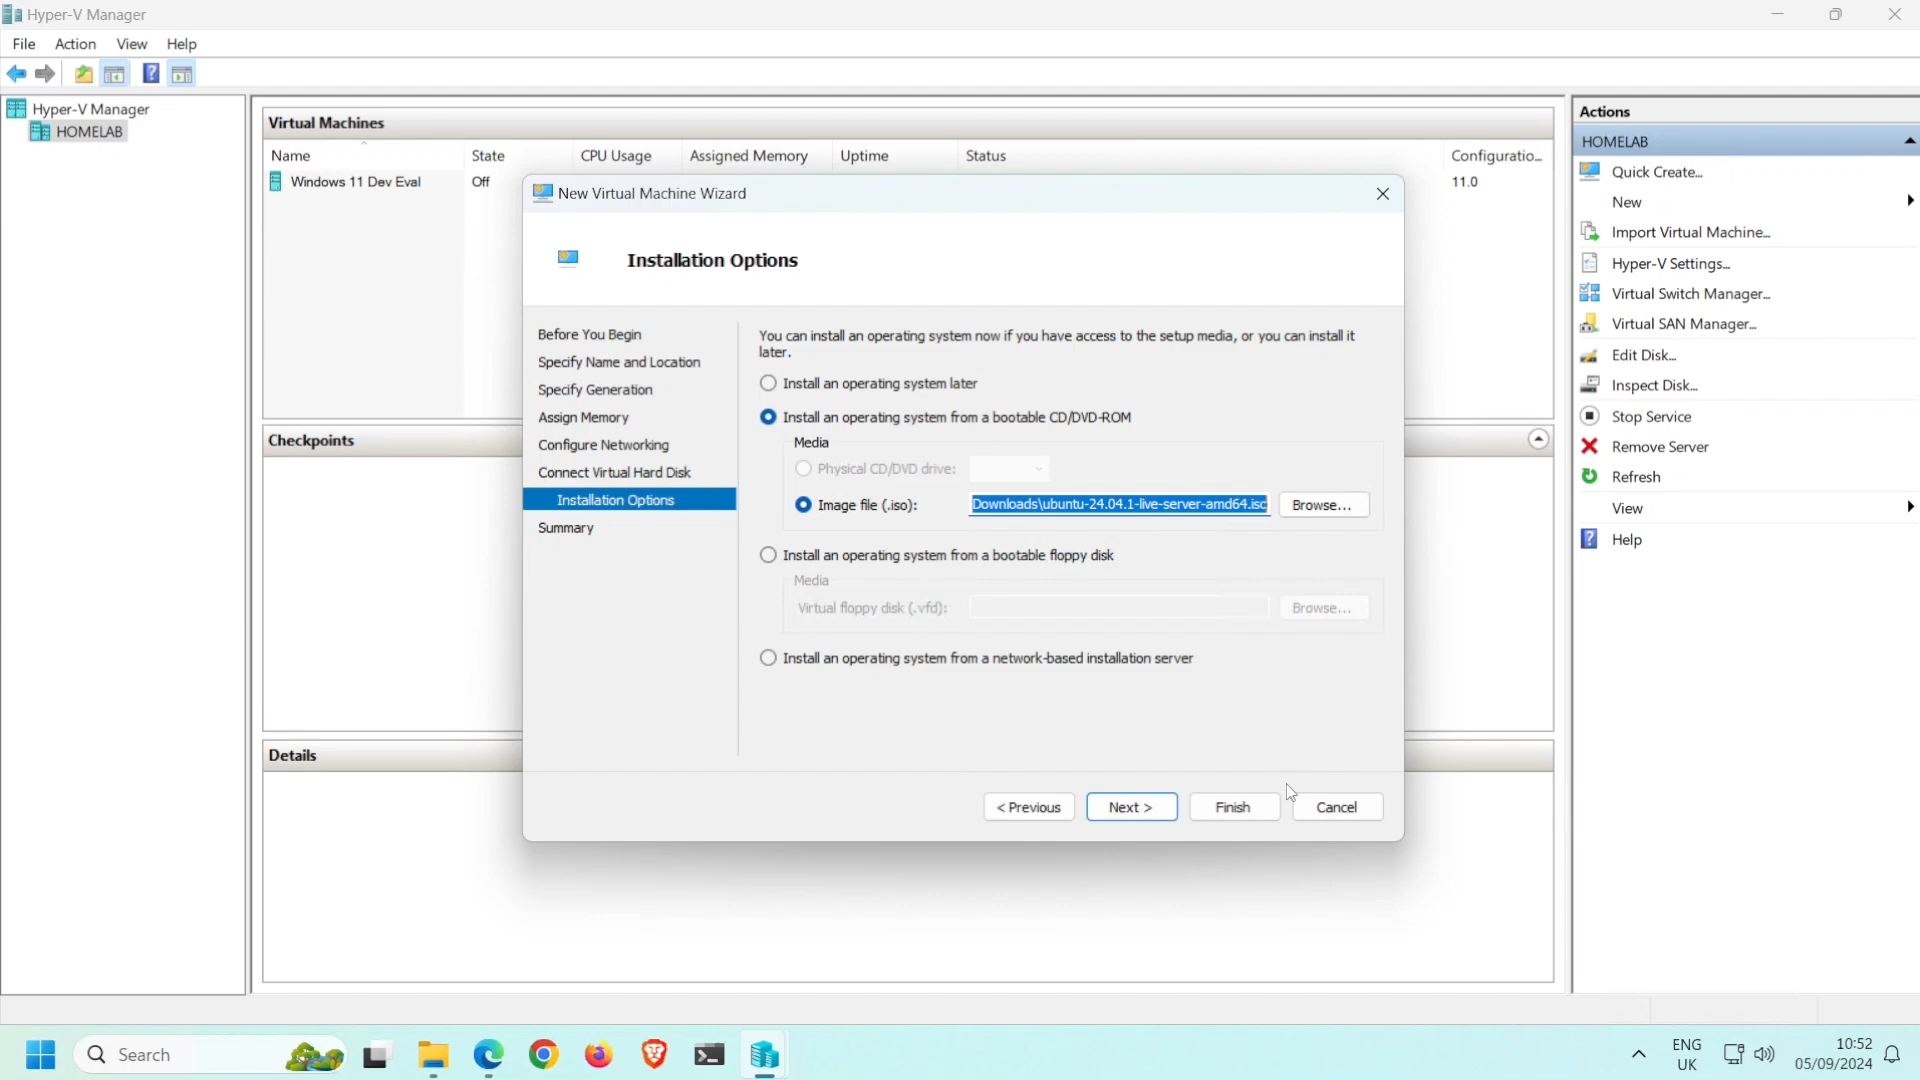 Hyper-V Manager
File Action View Help
Hyper-V Manager
HOMELAB
Virtual Machines
Name State CPU Usage Assigned Memory Uptime Status Configuratio...
Windows 11 Dev Eval Off 11.0
New Virtual Machine Wizard
Installation Options
Before You Begin
Specify Name and Location
Specify Generation
Assign Memory
Configure Networking
Connect Virtual Hard Disk
Installation Options
Summary
You can install an operating system now if you have access to the setup media, or you can install it
later.
Install an operating system later
Install an operating system from a bootable CD/DVD-ROM
Media
Physical CD/DVD drive:
Image file (.iso): Downloads\ubuntu-24.04.1-live-server-amd64.iso Browse...
Install an operating system from a bootable floppy disk
Media
Virtual floppy disk (.vfd): Browse...
Install an operating system from a network-based installation server
< Previous Next > Finish Cancel
Checkpoints
Details
Actions
HOMELAB
Quick Create...
New
Import Virtual Machine...
Hyper-V Settings...
Virtual Switch Manager...
Virtual SAN Manager...
Edit Disk...
Inspect Disk...
Stop Service
Remove Server
Refresh
View
Help
Search
ENG
UK
10:52
05/09/2024